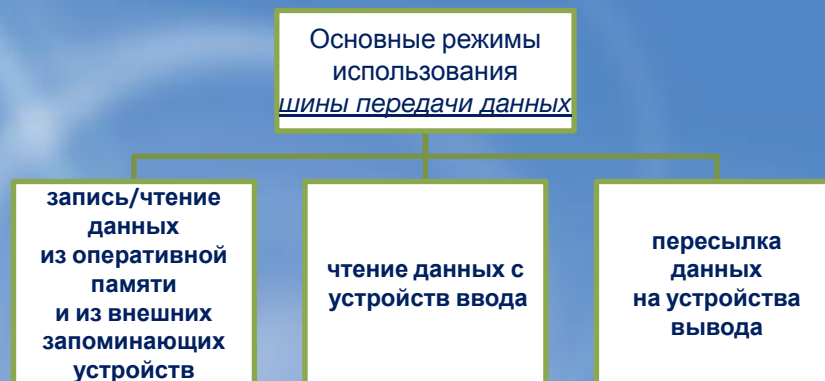 Основные режимы
использования
шины передачи данных
запись/чтение
данных
из оперативной
памяти
и из внешних
запоминающих
устройств
чтение данных с
устройств ввода
пересылка
данных
на устройства
вывода